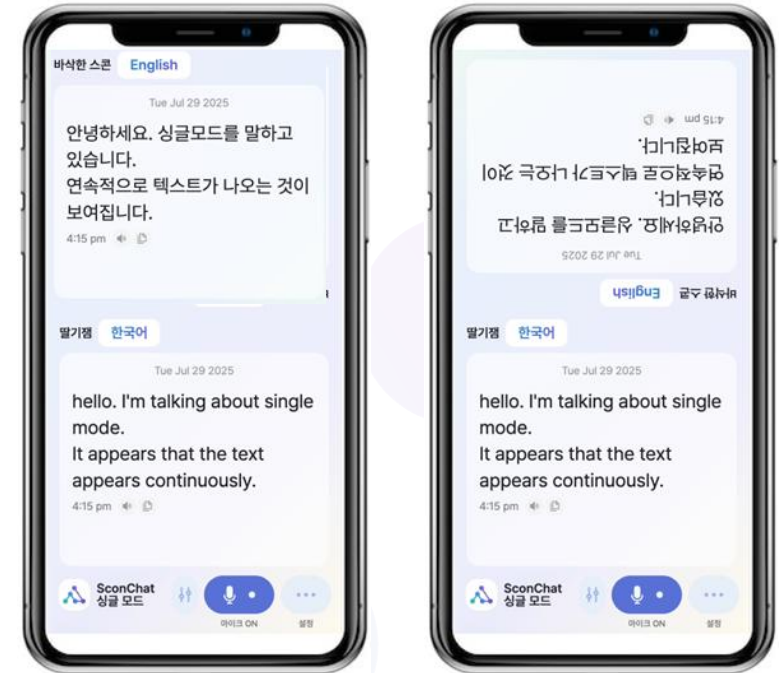 바삭한 스콘 English
Tue Jul 29 2025
안녕하세요. 싱글모드를 말하고
있습니다.
연속적으로 텍스트가 나오는 것이
보여집니다.
4:15 pm
딸기잼 한국어
Tue Jul 29 2025
hello. I'm talking about single
mode.
It appears that the text
appears continuously.
4:15 pm
SconChat
싱글 모드
마이크 ON
설정
바삭한 스콘 English
Tue Jul 29 2025
안녕하세요. 싱글모드를 말하고
있습니다.
연속적으로 텍스트가 나오는 것이
보여집니다.
4:15 pm
딸기잼 한국어
Tue Jul 29 2025
hello. I'm talking about single
mode.
It appears that the text
appears continuously.
4:15 pm
SconChat
싱글 모드
마이크 ON
설정